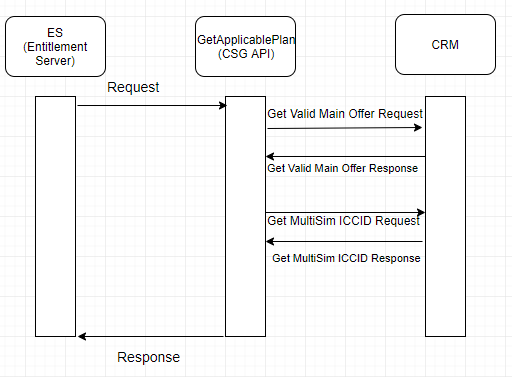 ES
(Entitlement
Server)
GetApplicablePlan
(CSG API)
CRM
Request
Get Valid Main Offer Request
Get Valid Main Offer Response
Get MultiSim ICCID Request
Get MultiSim ICCID Response
Response